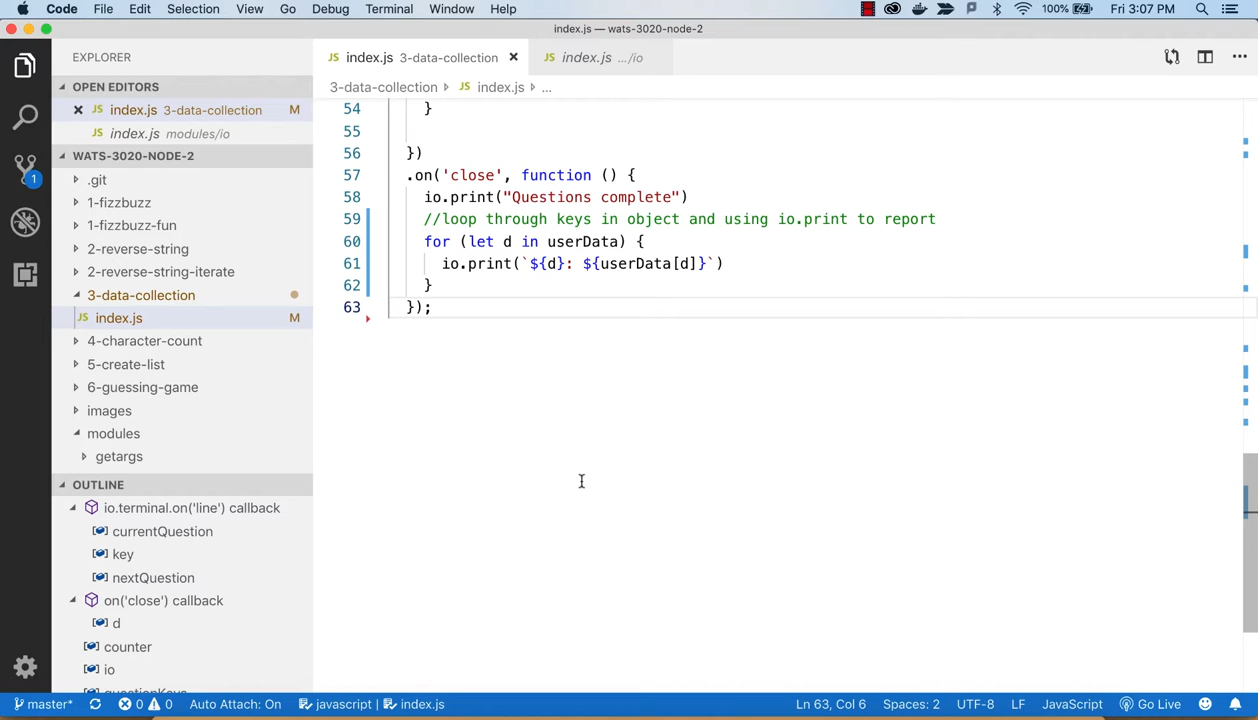 Code File Edit Selection View Go Debug Terminal Window Help 100% Fri 3:07 PM
index.js — wats-3020-node-2
EXPLORER
OPEN EDITORS
index.js 3-data-collection M
index.js modules/io
WATS-3020-NODE-2
.git
1-fizzbuzz
1-fizzbuzz-fun
2-reverse-string
2-reverse-string-iterate
3-data-collection
JS index.js M
4-character-count
5-create-list
6-guessing-game
images
modules
getargs
OUTLINE
io.terminal.on('line') callback
currentQuestion
key
nextQuestion
on('close') callback
d
counter
io
questionKeys
1
JS index.js 3-data-collection
JS index.js .../io
3-data-collection JS index.js ...
54 }
55
56 })
57 .on('close', function () {
58 io.print("Questions complete")
59 //loop through keys in object and using io.print to report
60 for (let d in userData) {
61 io.print(`${d}: ${userData[d]}`)
62 }
63 });
master* 0 0 Auto Attach: On javascript index.js Ln 63, Col 6 Spaces: 2 UTF-8 LF JavaScript Go Live